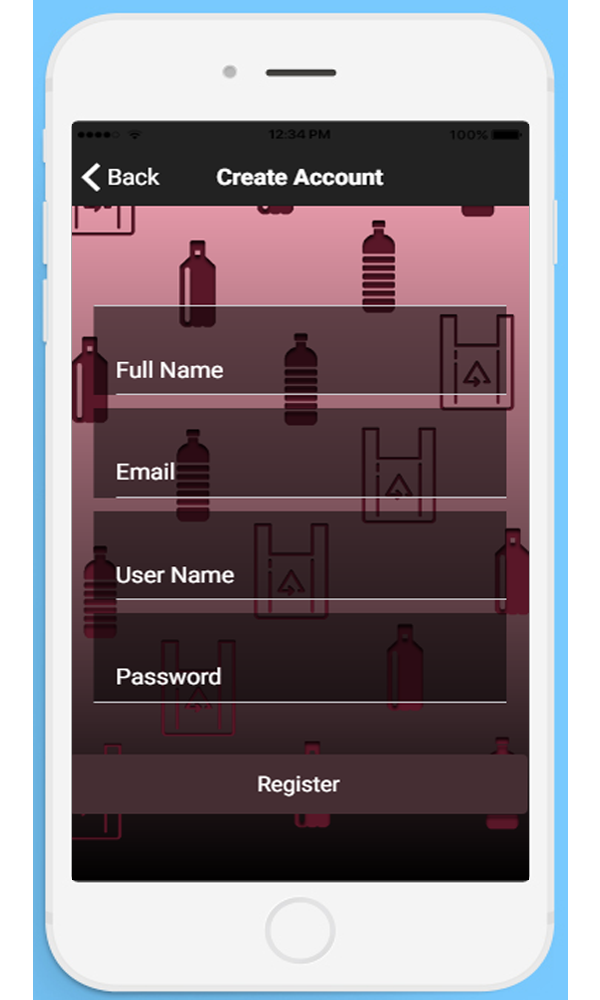 12:34 PM 100%
Back Create Account
Full Name
Email
User Name
Password
Register